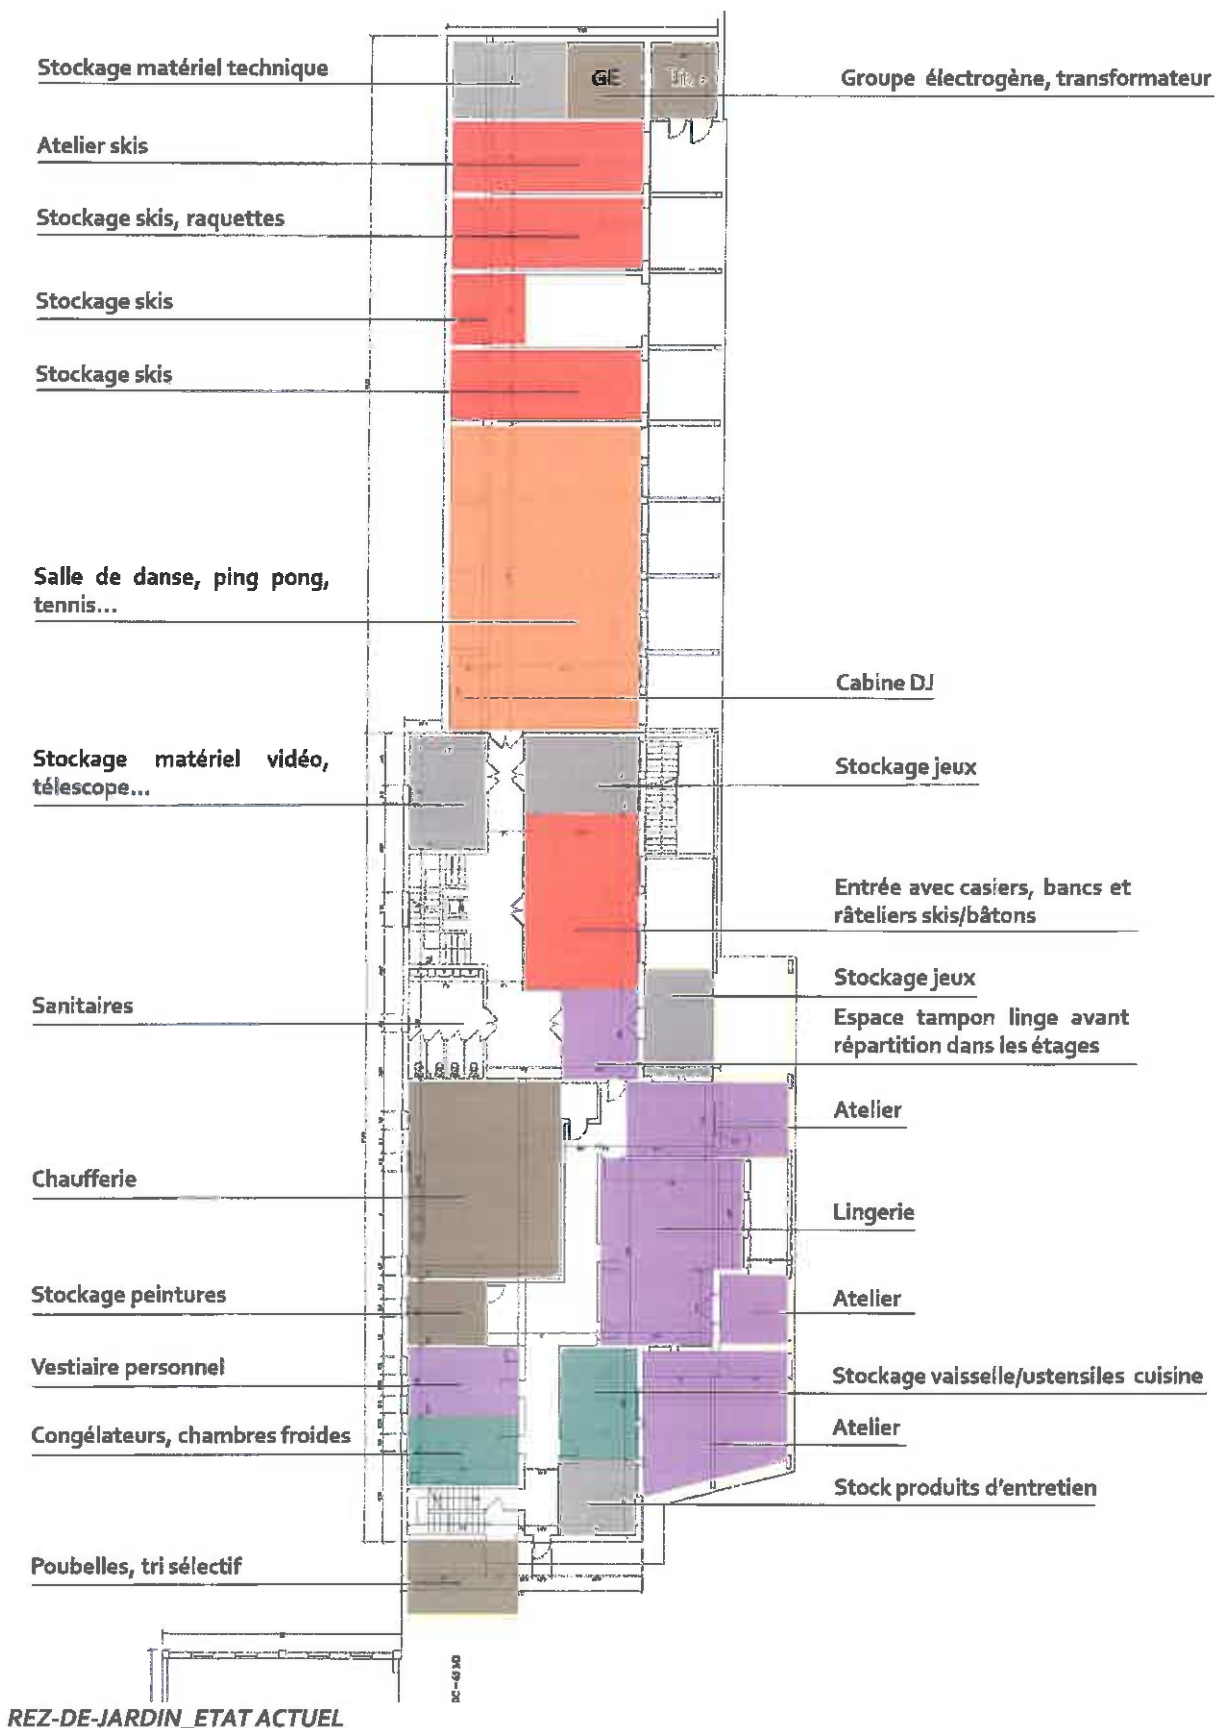 Stockage matériel technique
GE
Groupe électrogène, transformateur
Atelier skis
Stockage skis, raquettes
Stockage skis
Stockage skis
Salle de danse, ping pong,
tennis...
Cabine DJ
Stockage matériel vidéo,
télescope...
Stockage jeux
Entrée avec casiers, bancs et
râteliers skis/bâtons
Sanitaires
Stockage jeux
Espace tampon linge avant
répartition dans les étages
Atelier
Chaufferie
Lingerie
Stockage peintures
Atelier
Vestiaire personnel
Stockage vaisselle/ustensiles cuisine
Congélateurs, chambres froides
Atelier
Stock produits d'entretien
Poubelles, tri sélectif
REZ-DE-JARDIN_ETAT ACTUEL